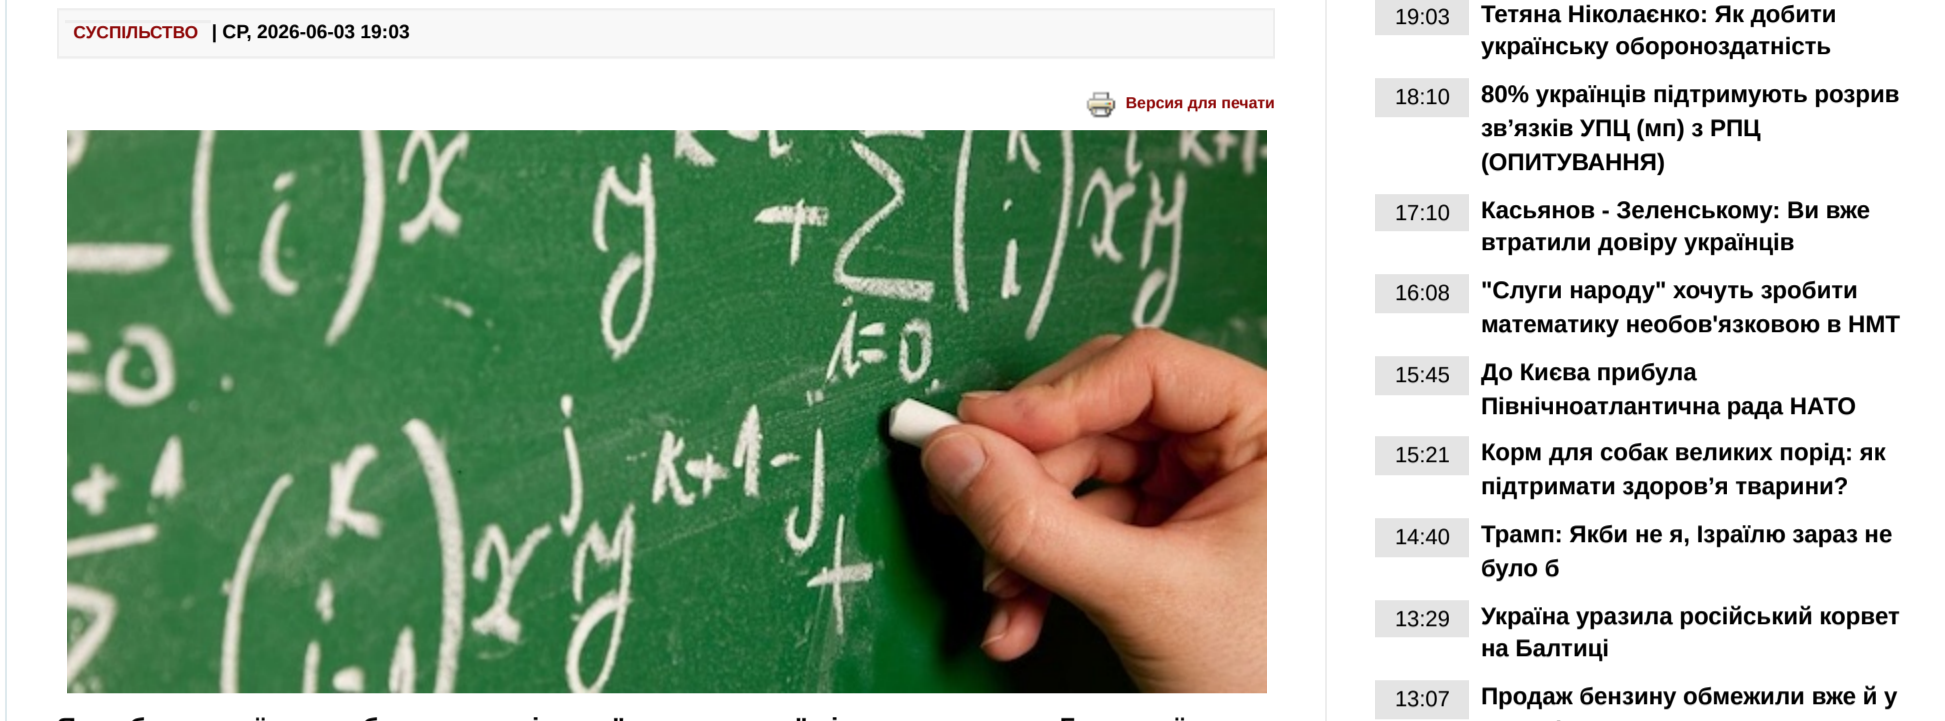 СУСПІЛЬСТВО | СР, 2026-06-03 19:03
Версия для печати
19:03 Тетяна Ніколаєнко: Як добити
українську обороноздатність
18:10 80% українців підтримують розрив
зв’язків УПЦ (мп) з РПЦ
(ОПИТУВАННЯ)
17:10 Касьянов - Зеленському: Ви вже
втратили довіру українців
16:08 "Слуги народу" хочуть зробити
математику необов'язковою в НМТ
15:45 До Києва прибула
Північноатлантична рада НАТО
15:21 Корм для собак великих порід: як
підтримати здоров’я тварини?
14:40 Трамп: Якби не я, Ізраїлю зараз не
було б
13:29 Україна уразила російський корвет
на Балтиці
13:07 Продаж бензину обмежили вже й у